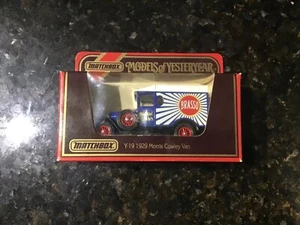 MATCHBOX MODELS of YESTERYEAR
BRASSO
MATCHBOX Y-19 1929 Morris Cowley Van